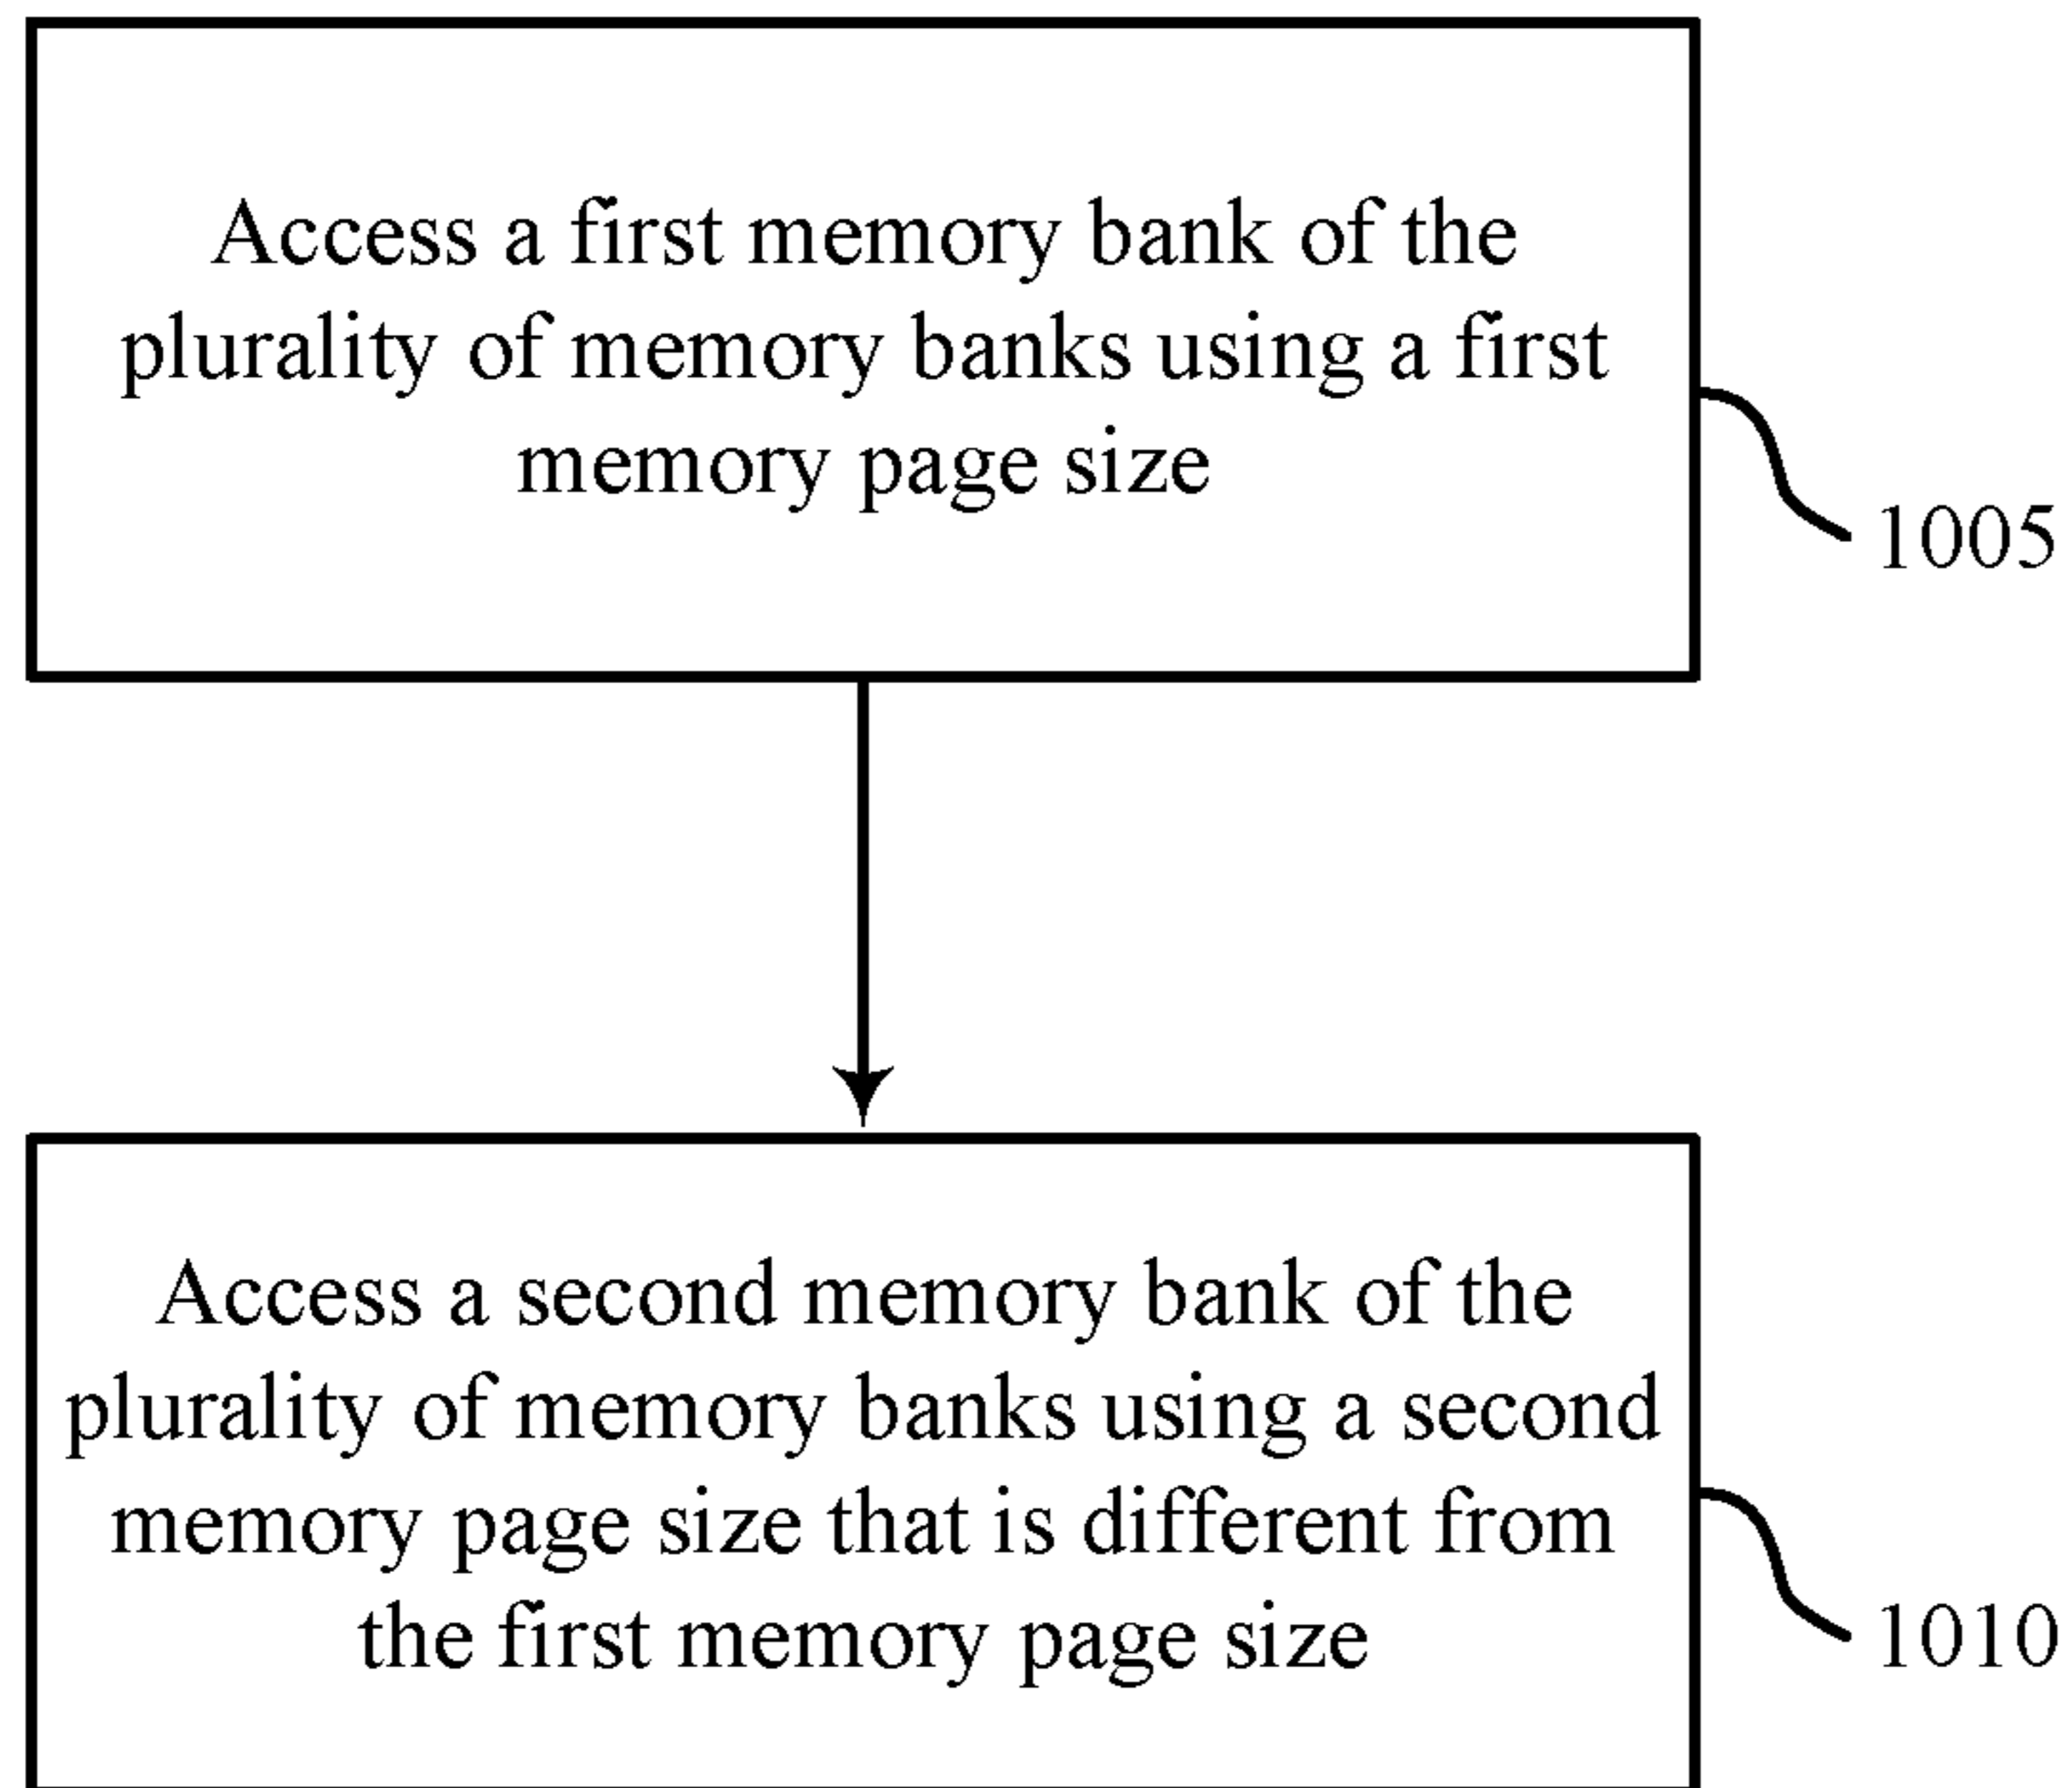 Access a first memory bank of the
plurality of memory banks using a first
memory page size
1005
Access a second memory bank of the
plurality of memory banks using a second
memory page size that is different from
the first memory page size
1010